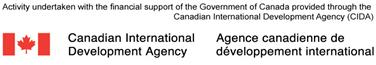 Activity undertaken with the financial support of the Government of Canada provided through the
Canadian International Development Agency (CIDA)
Canadian International Agence canadienne de
Development Agency développement international